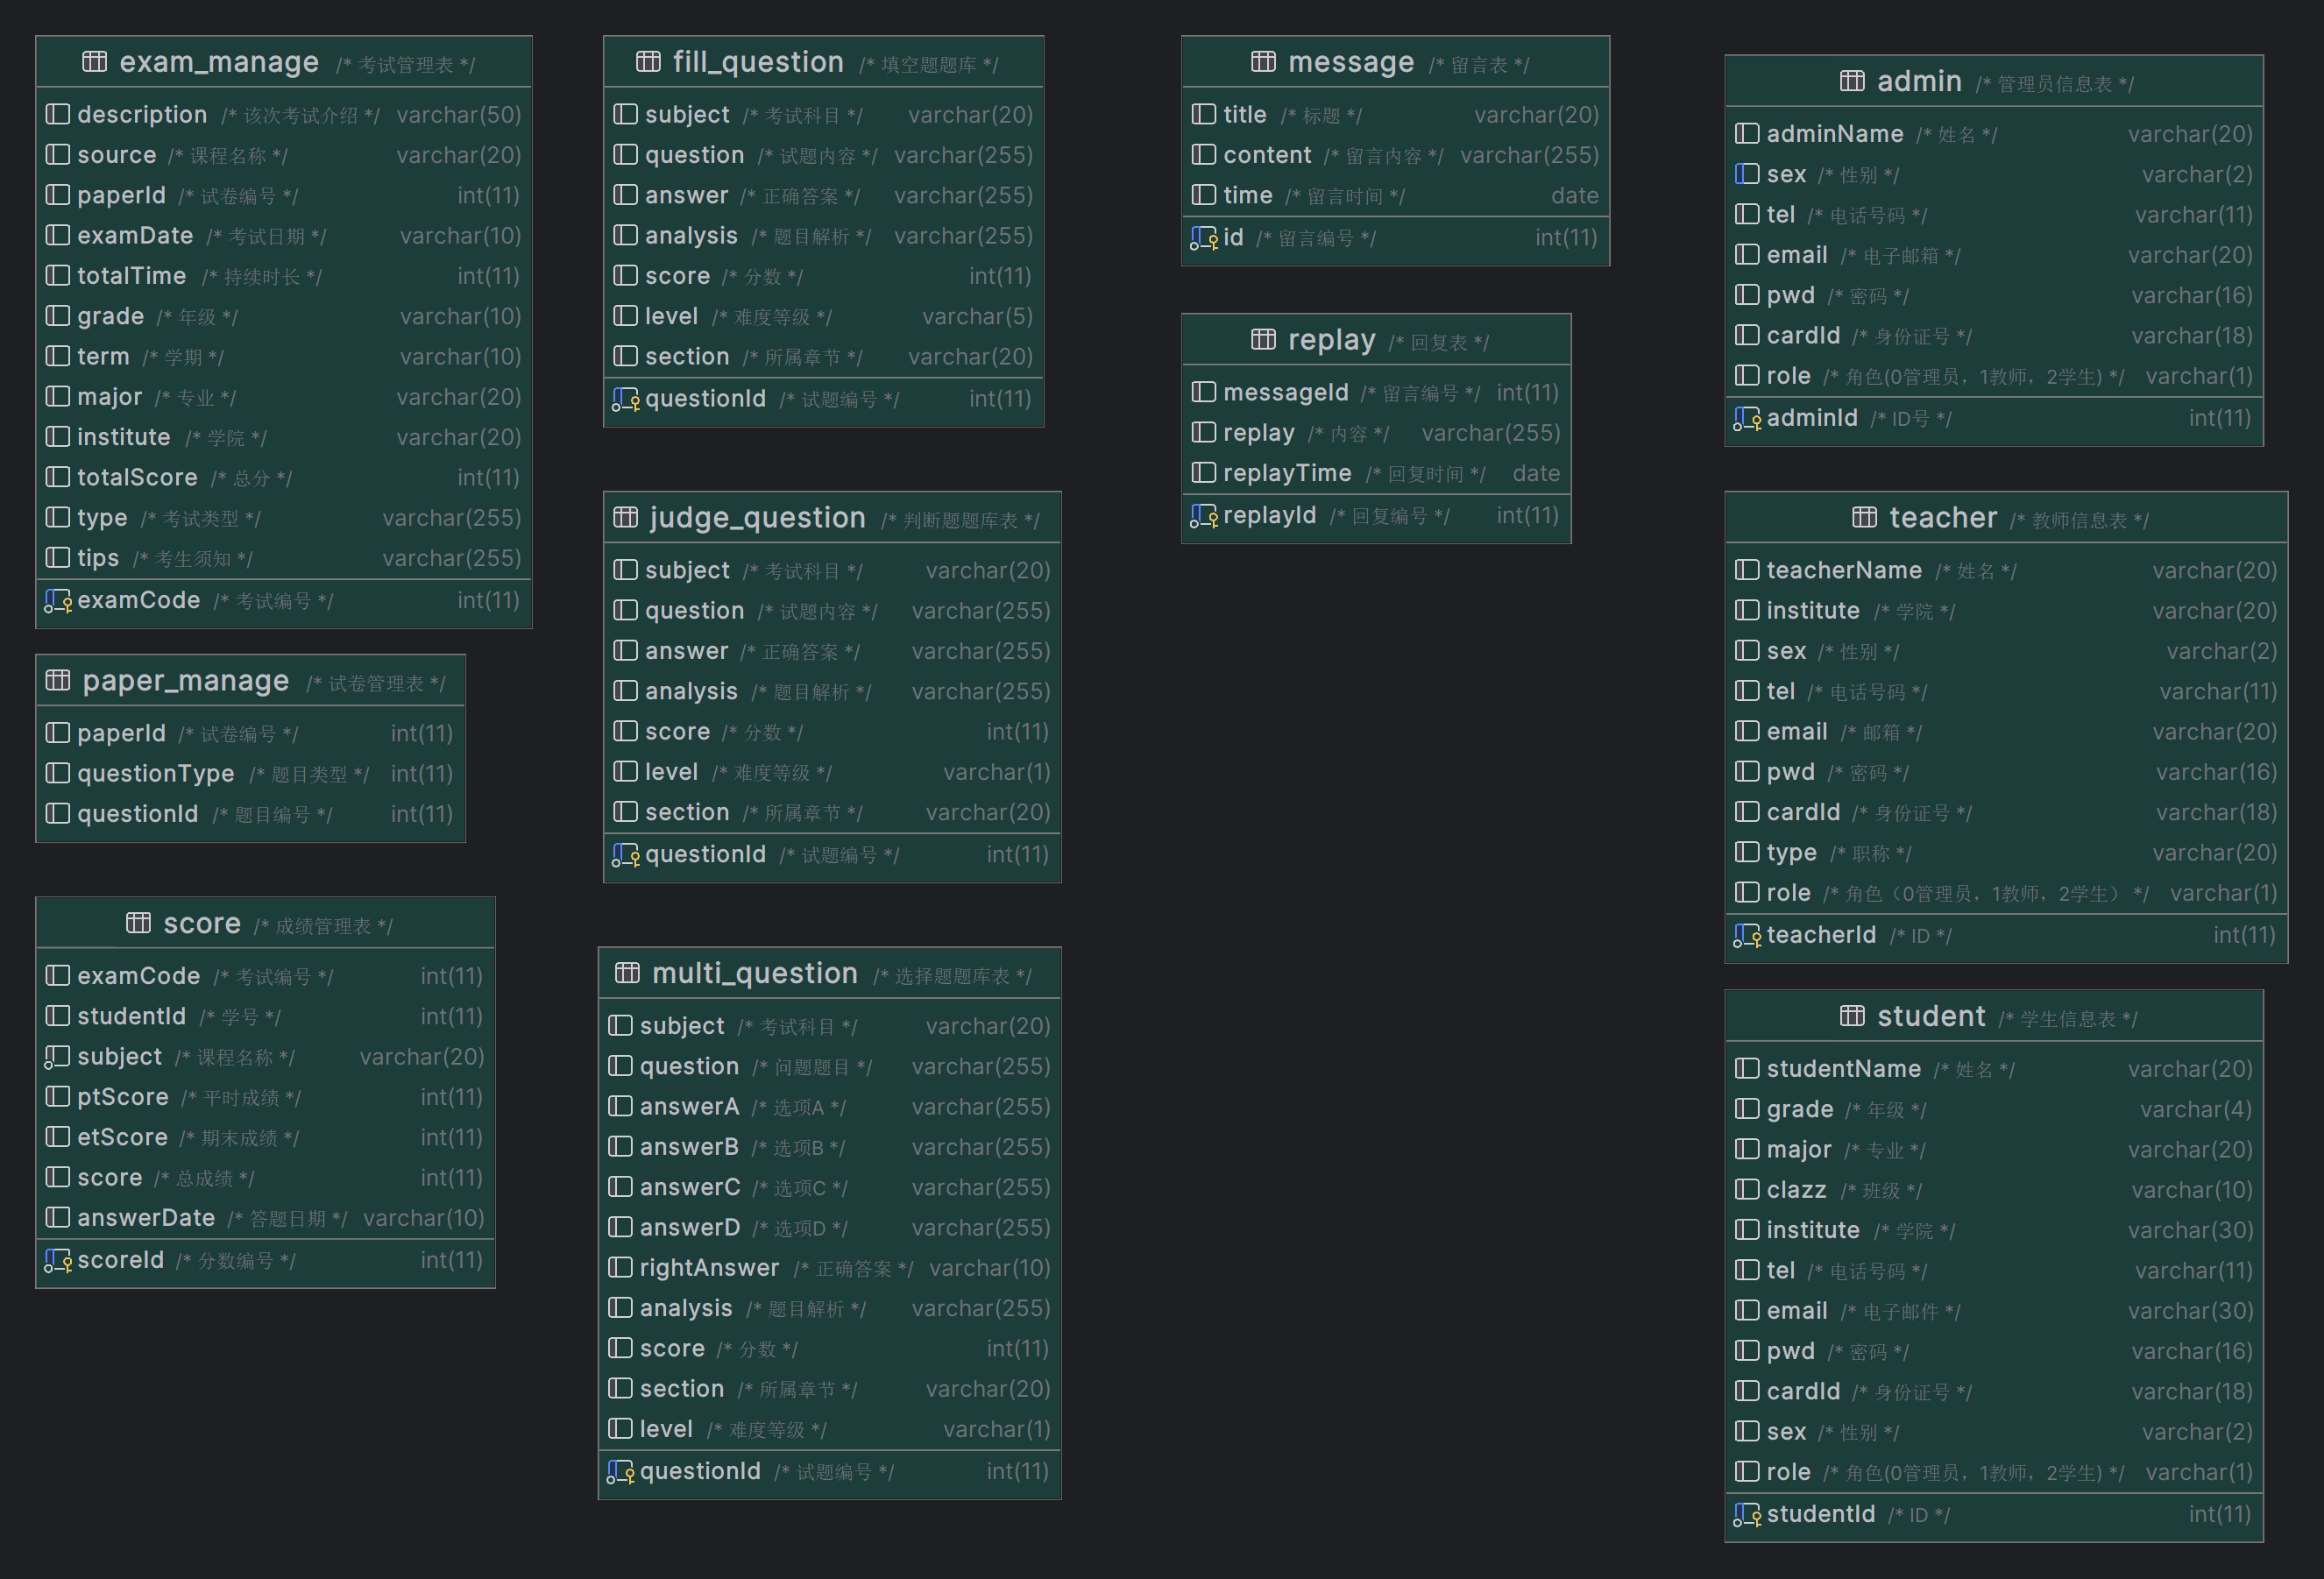 exam_manage /* 考试管理表 */
description /* 该次考试介绍 */ varchar(50)
source /* 课程名称 */ varchar(20)
paperId /* 试卷编号 */ int(11)
examDate /* 考试日期 */ varchar(10)
totalTime /* 持续时长 */ int(11)
grade /* 年级 */ varchar(10)
term /* 学期 */ varchar(10)
major /* 专业 */ varchar(20)
institute /* 学院 */ varchar(20)
totalScore /* 总分 */ int(11)
type /* 考试类型 */ varchar(255)
tips /* 考生须知 */ varchar(255)
examCode /* 考试编号 */ int(11)
paper_manage /* 试卷管理表 */
paperId /* 试卷编号 */ int(11)
questionType /* 题目类型 */ int(11)
questionId /* 题目编号 */ int(11)
score /* 成绩管理表 */
examCode /* 考试编号 */ int(11)
studentId /* 学号 */ int(11)
subject /* 课程名称 */ varchar(20)
ptScore /* 平时成绩 */ int(11)
etScore /* 期末成绩 */ int(11)
score /* 总成绩 */ int(11)
answerDate /* 答题日期 */ varchar(10)
scoreId /* 分数编号 */ int(11)
fill_question /* 填空题题库 */
subject /* 考试科目 */ varchar(20)
question /* 试题内容 */ varchar(255)
answer /* 正确答案 */ varchar(255)
analysis /* 题目解析 */ varchar(255)
score /* 分数 */ int(11)
level /* 难度等级 */ varchar(5)
section /* 所属章节 */ varchar(20)
questionId /* 试题编号 */ int(11)
judge_question /* 判断题题库表 */
subject /* 考试科目 */ varchar(20)
question /* 试题内容 */ varchar(255)
answer /* 正确答案 */ varchar(255)
analysis /* 题目解析 */ varchar(255)
score /* 分数 */ int(11)
level /* 难度等级 */ varchar(1)
section /* 所属章节 */ varchar(20)
questionId /* 试题编号 */ int(11)
multi_question /* 选择题题库表 */
subject /* 考试科目 */ varchar(20)
question /* 问题题目 */ varchar(255)
answerA /* 选项A */ varchar(255)
answerB /* 选项B */ varchar(255)
answerC /* 选项C */ varchar(255)
answerD /* 选项D */ varchar(255)
rightAnswer /* 正确答案 */ varchar(10)
analysis /* 题目解析 */ varchar(255)
score /* 分数 */ int(11)
section /* 所属章节 */ varchar(20)
level /* 难度等级 */ varchar(1)
questionId /* 试题编号 */ int(11)
message /* 留言表 */
title /* 标题 */ varchar(20)
content /* 留言内容 */ varchar(255)
time /* 留言时间 */ date
id /* 留言编号 */ int(11)
replay /* 回复表 */
messageId /* 留言编号 */ int(11)
replay /* 内容 */ varchar(255)
replayTime /* 回复时间 */ date
replayId /* 回复编号 */ int(11)
admin /* 管理员信息表 */
adminName /* 姓名 */ varchar(20)
sex /* 性别 */ varchar(2)
tel /* 电话号码 */ varchar(11)
email /* 电子邮箱 */ varchar(20)
pwd /* 密码 */ varchar(16)
cardId /* 身份证号 */ varchar(18)
role /* 角色(0管理员，1教师，2学生) */ varchar(1)
adminId /* ID号 */ int(11)
teacher /* 教师信息表 */
teacherName /* 姓名 */ varchar(20)
institute /* 学院 */ varchar(20)
sex /* 性别 */ varchar(2)
tel /* 电话号码 */ varchar(11)
email /* 邮箱 */ varchar(20)
pwd /* 密码 */ varchar(16)
cardId /* 身份证号 */ varchar(18)
type /* 职称 */ varchar(20)
role /* 角色（0管理员，1教师，2学生） */ varchar(1)
teacherId /* ID */ int(11)
student /* 学生信息表 */
studentName /* 姓名 */ varchar(20)
grade /* 年级 */ varchar(4)
major /* 专业 */ varchar(20)
clazz /* 班级 */ varchar(10)
institute /* 学院 */ varchar(30)
tel /* 电话号码 */ varchar(11)
email /* 电子邮件 */ varchar(30)
pwd /* 密码 */ varchar(16)
cardId /* 身份证号 */ varchar(18)
sex /* 性别 */ varchar(2)
role /* 角色(0管理员，1教师，2学生) */ varchar(1)
studentId /* ID */ int(11)